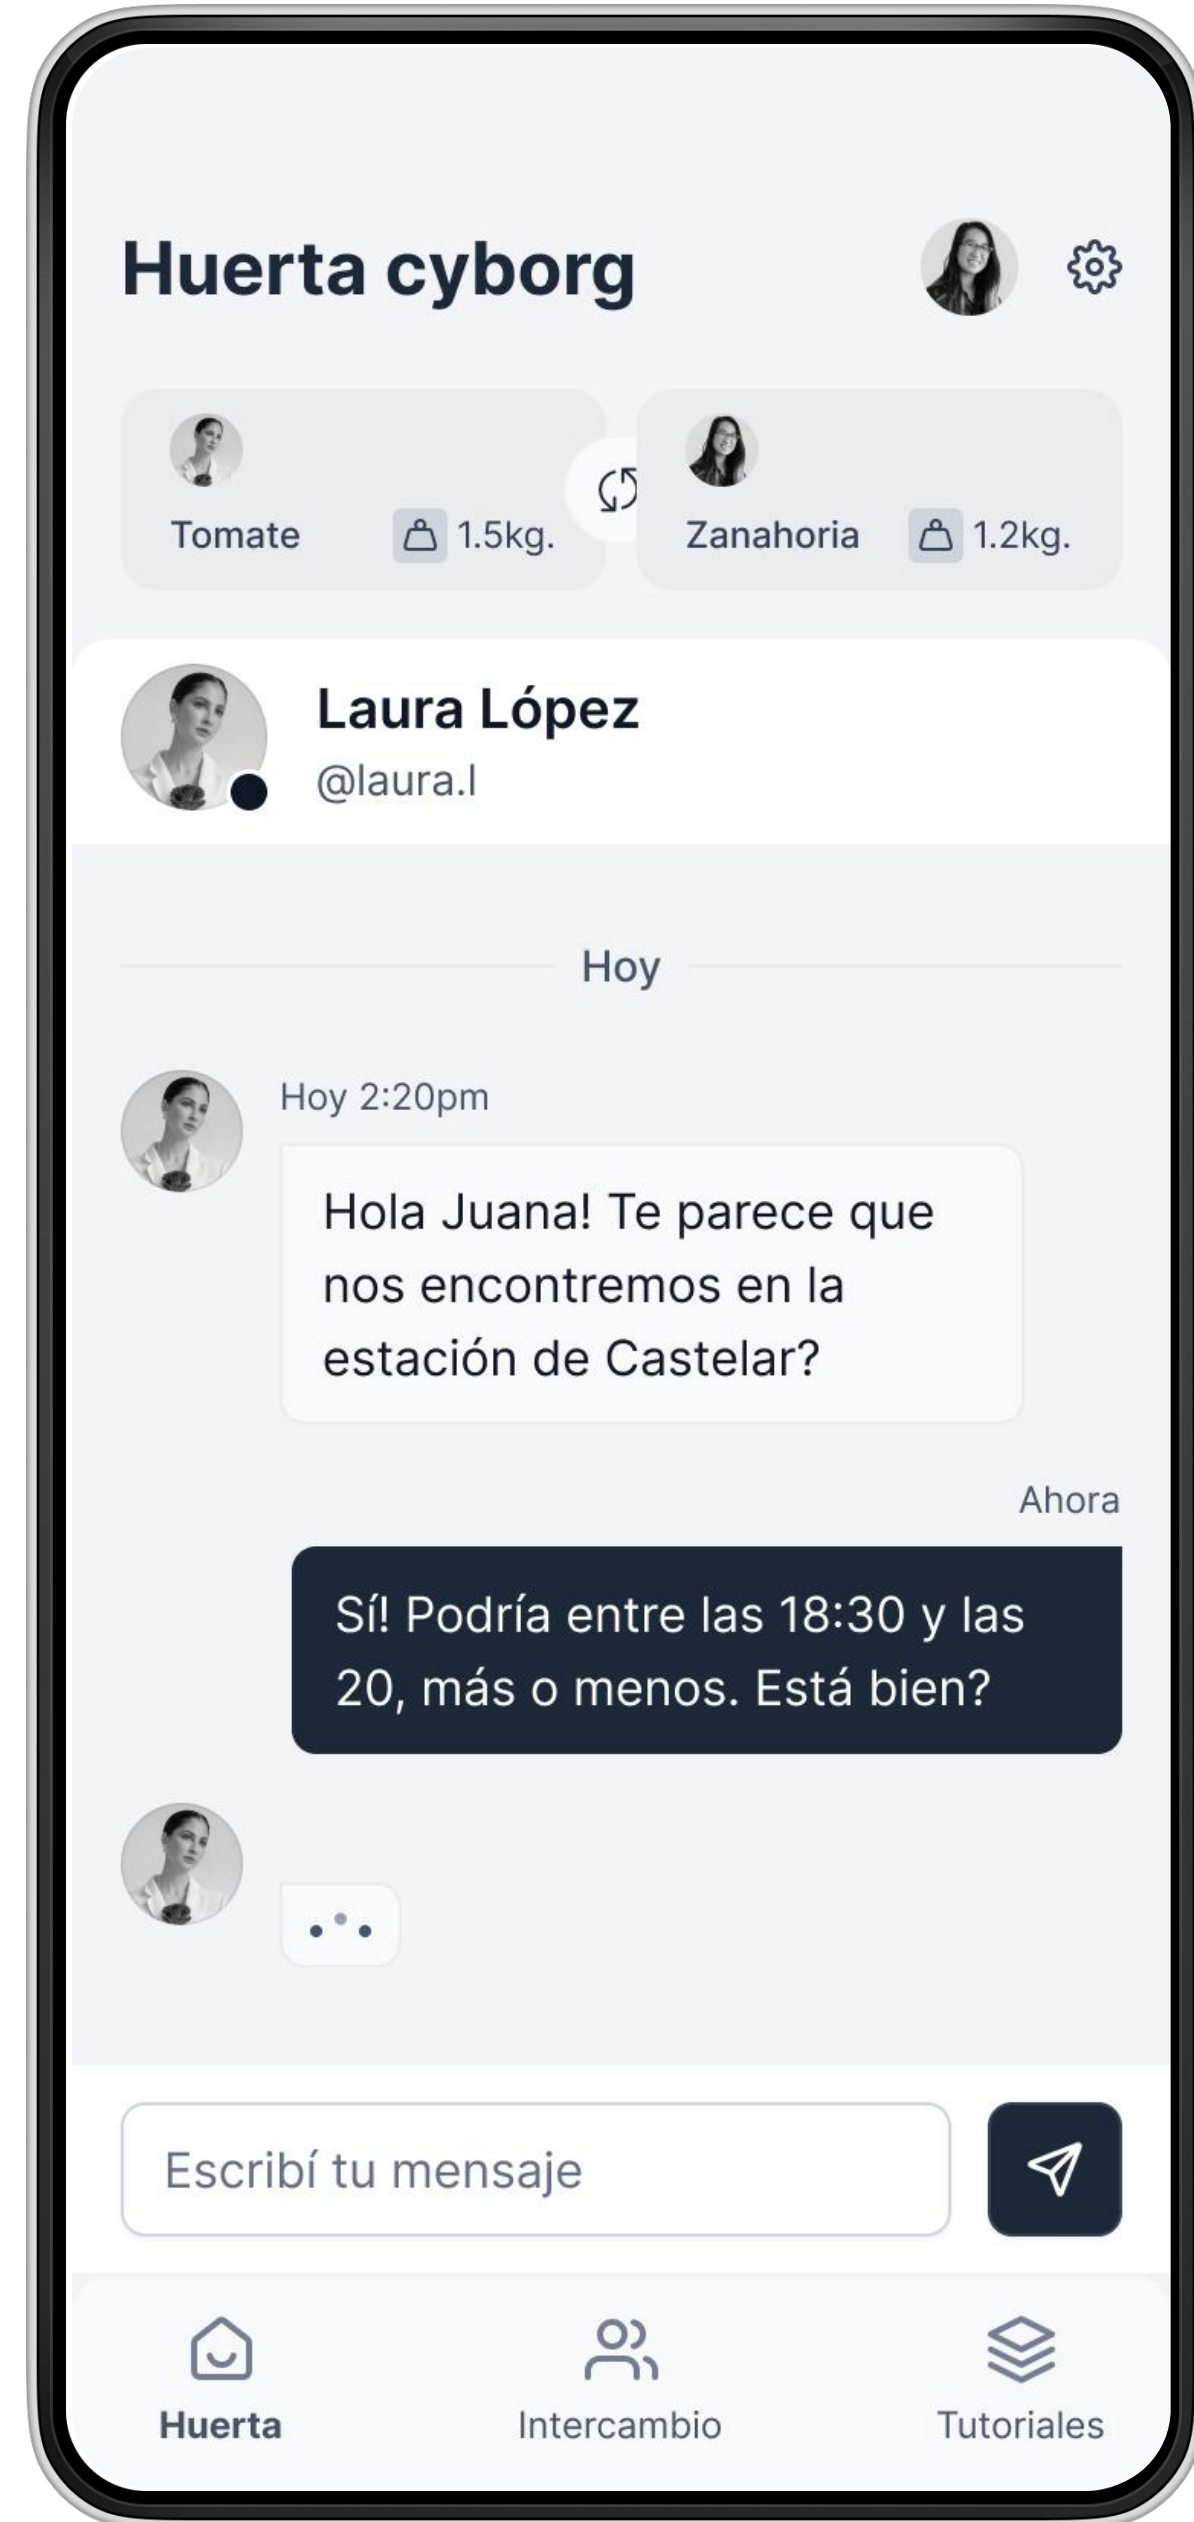 Huerta cyborg
Tomate 1.5kg. Zanahoria 1.2kg.
Laura López
@laura.l
Hoy
Hoy 2:20pm
Hola Juana! Te parece que
nos encontremos en la
estación de Castelar?
Ahora
Sí! Podría entre las 18:30 y las
20, más o menos. Está bien?
Escribí tu mensaje
Huerta Intercambio Tutoriales